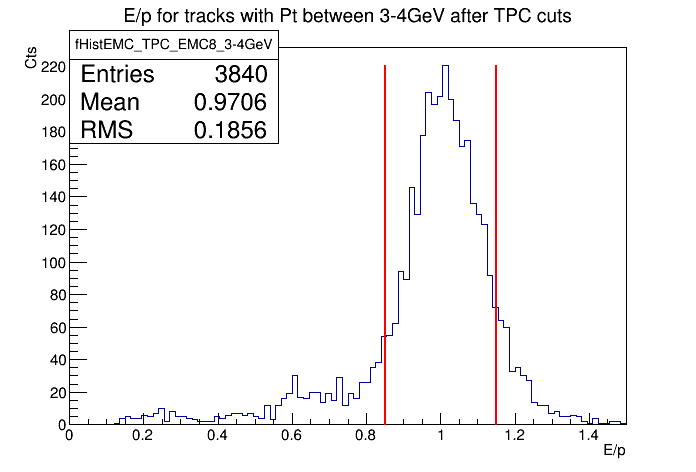 E/p for tracks with Pt between 3-4GeV after TPC cuts
fHistEMC_TPC_EMC8_3-4GeV
Entries 3840
Mean 0.9706
RMS 0.1856
Cts
220
200
180
160
140
120
100
80
60
40
20
0
0 0.2 0.4 0.6 0.8 1 1.2 1.4
E/p